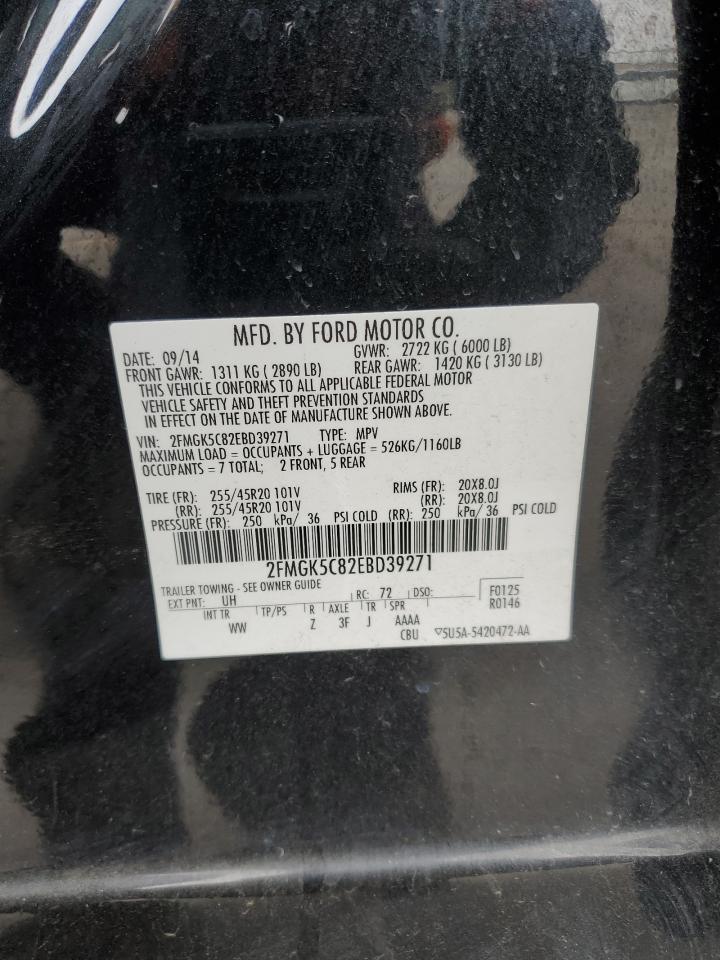 MFD. BY FORD MOTOR CO.
DATE: 09/14 GVWR: 2722 KG ( 6000 LB)
FRONT GAWR: 1311 KG ( 2890 LB) REAR GAWR: 1420 KG ( 3130 LB)
THIS VEHICLE CONFORMS TO ALL APPLICABLE FEDERAL MOTOR
VEHICLE SAFETY AND THEFT PREVENTION STANDARDS
IN EFFECT ON THE DATE OF MANUFACTURE SHOWN ABOVE.
VIN: 2FMGK5C82EBD39271 TYPE: MPV
MAXIMUM LOAD = OCCUPANTS + LUGGAGE = 526KG/1160LB
OCCUPANTS = 7 TOTAL; 2 FRONT, 5 REAR
TIRE (FR): 255/45R20 101V RIMS (FR): 20X8.0J
(RR): 255/45R20 101V (RR): 20X8.0J
PRESSURE (FR): 250 kPa/ 36 PSI COLD (RR): 250 kPa/ 36 PSI COLD
2FMGK5C82EBD39271
TRAILER TOWING - SEE OWNER GUIDE
EXT PNT: UH RC: 72 DSO: F0125
INT TR TP/PS R AXLE TR SPR R0146
WW Z 3F J AAAA
CBU ▽5U5A-5420472-AA